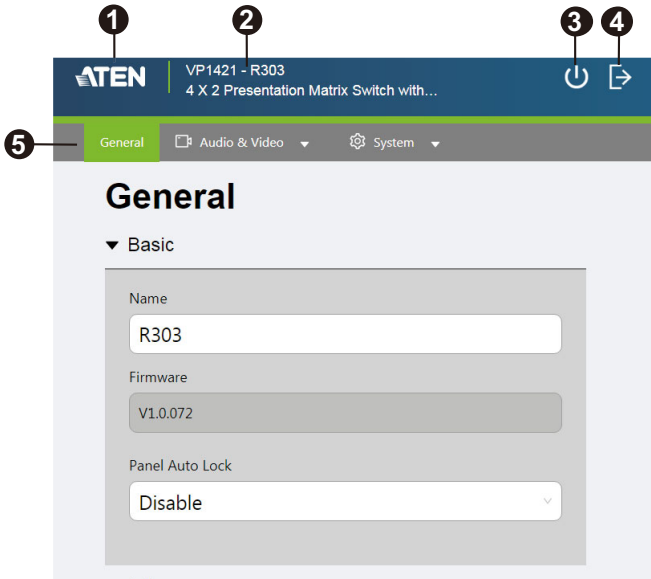 1 2 3 4
ATEN
VP1421 - R303
4 X 2 Presentation Matrix Switch with...
5
General Audio & Video System
General
Basic
Name
R303
Firmware
V1.0.072
Panel Auto Lock
Disable